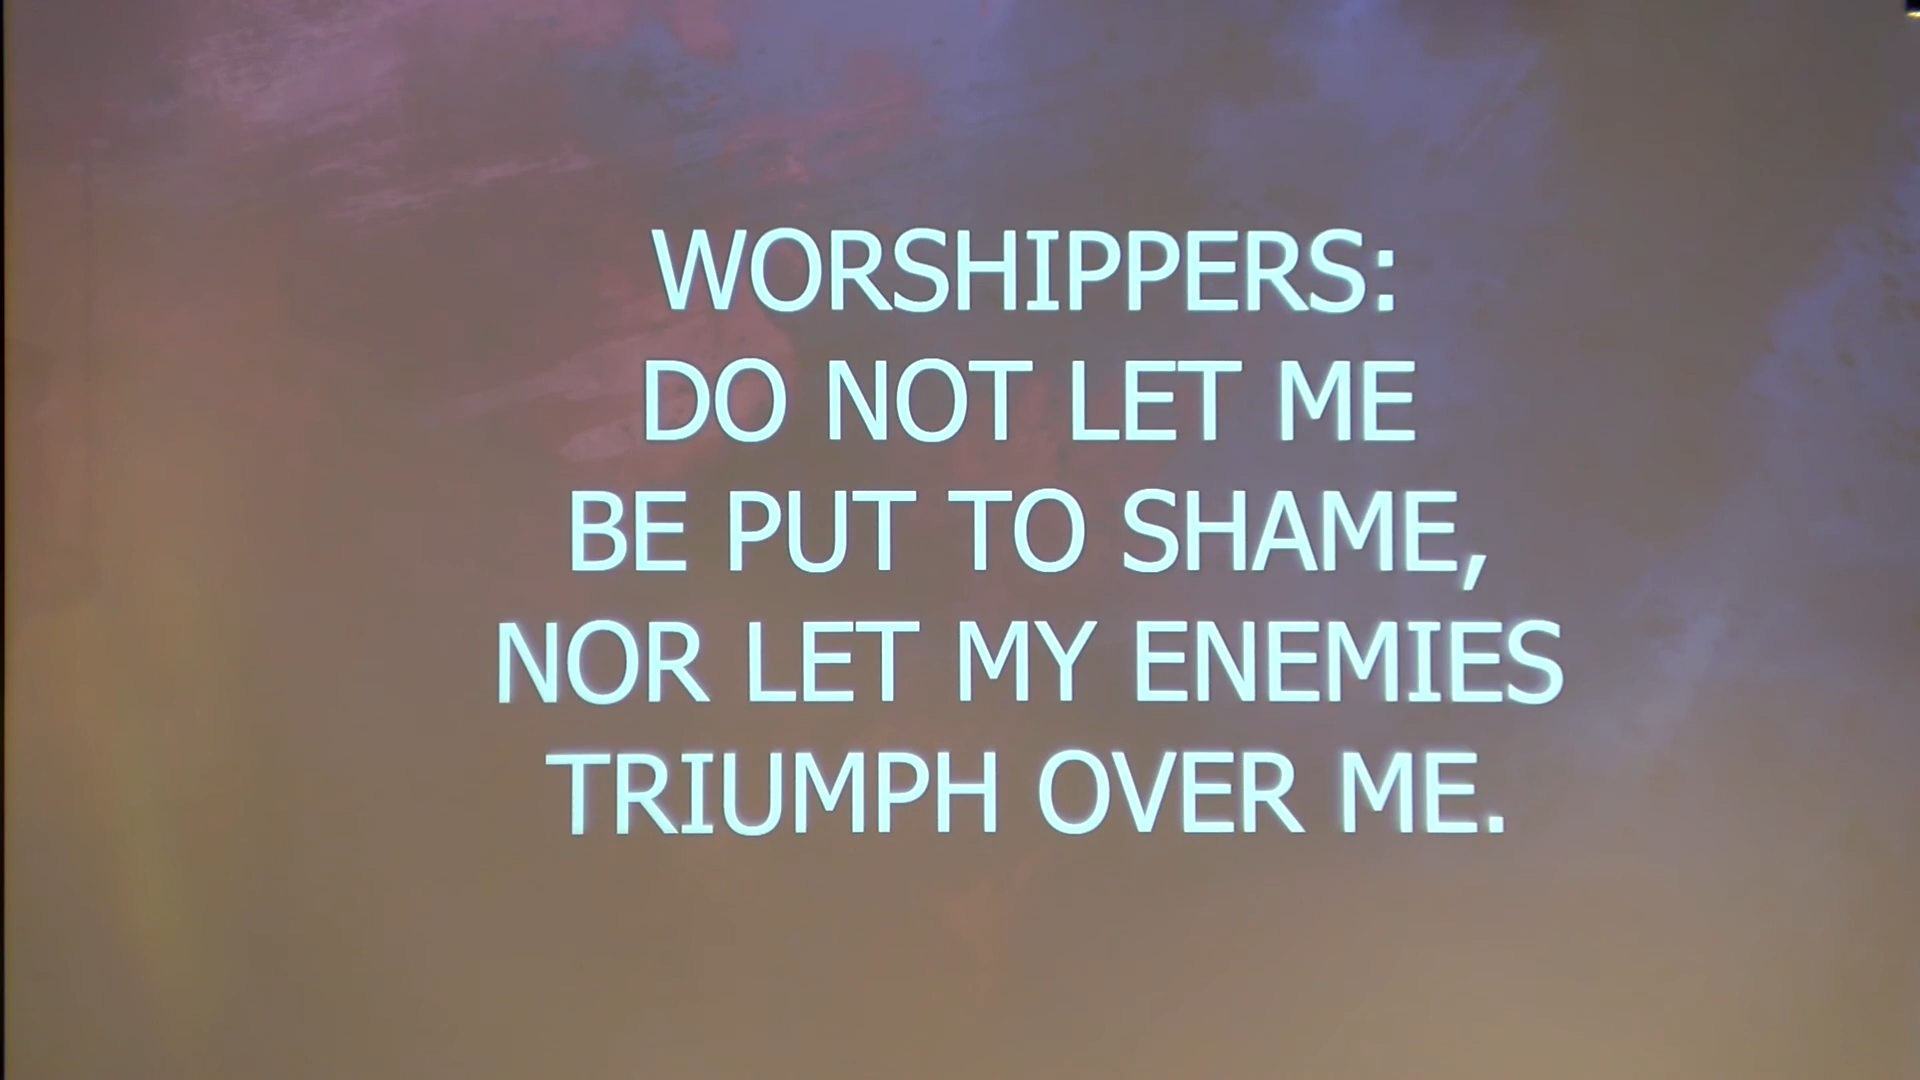 WORSHIPPERS:
DO NOT LET ME
BE PUT TO SHAME,
NOR LET MY ENEMIES
TRIUMPH OVER ME.